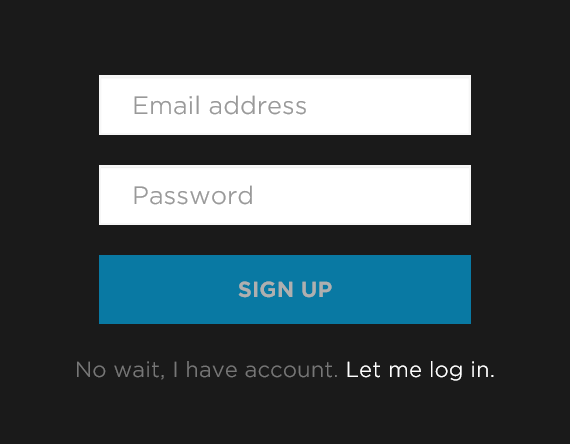 Email address
Password
SIGN UP
No wait, I have account. Let me log in.